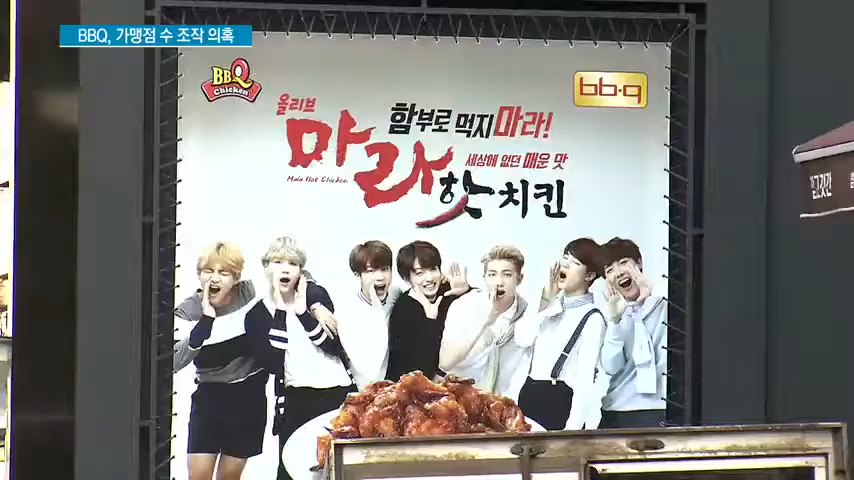 BBQ, 가맹점 수 조작 의혹
BBQ
Chicken
bb.q
올리브
함부로 먹지마라!
마라핫치킨
세상에 없던 매운 맛
Mala Hot Chicken